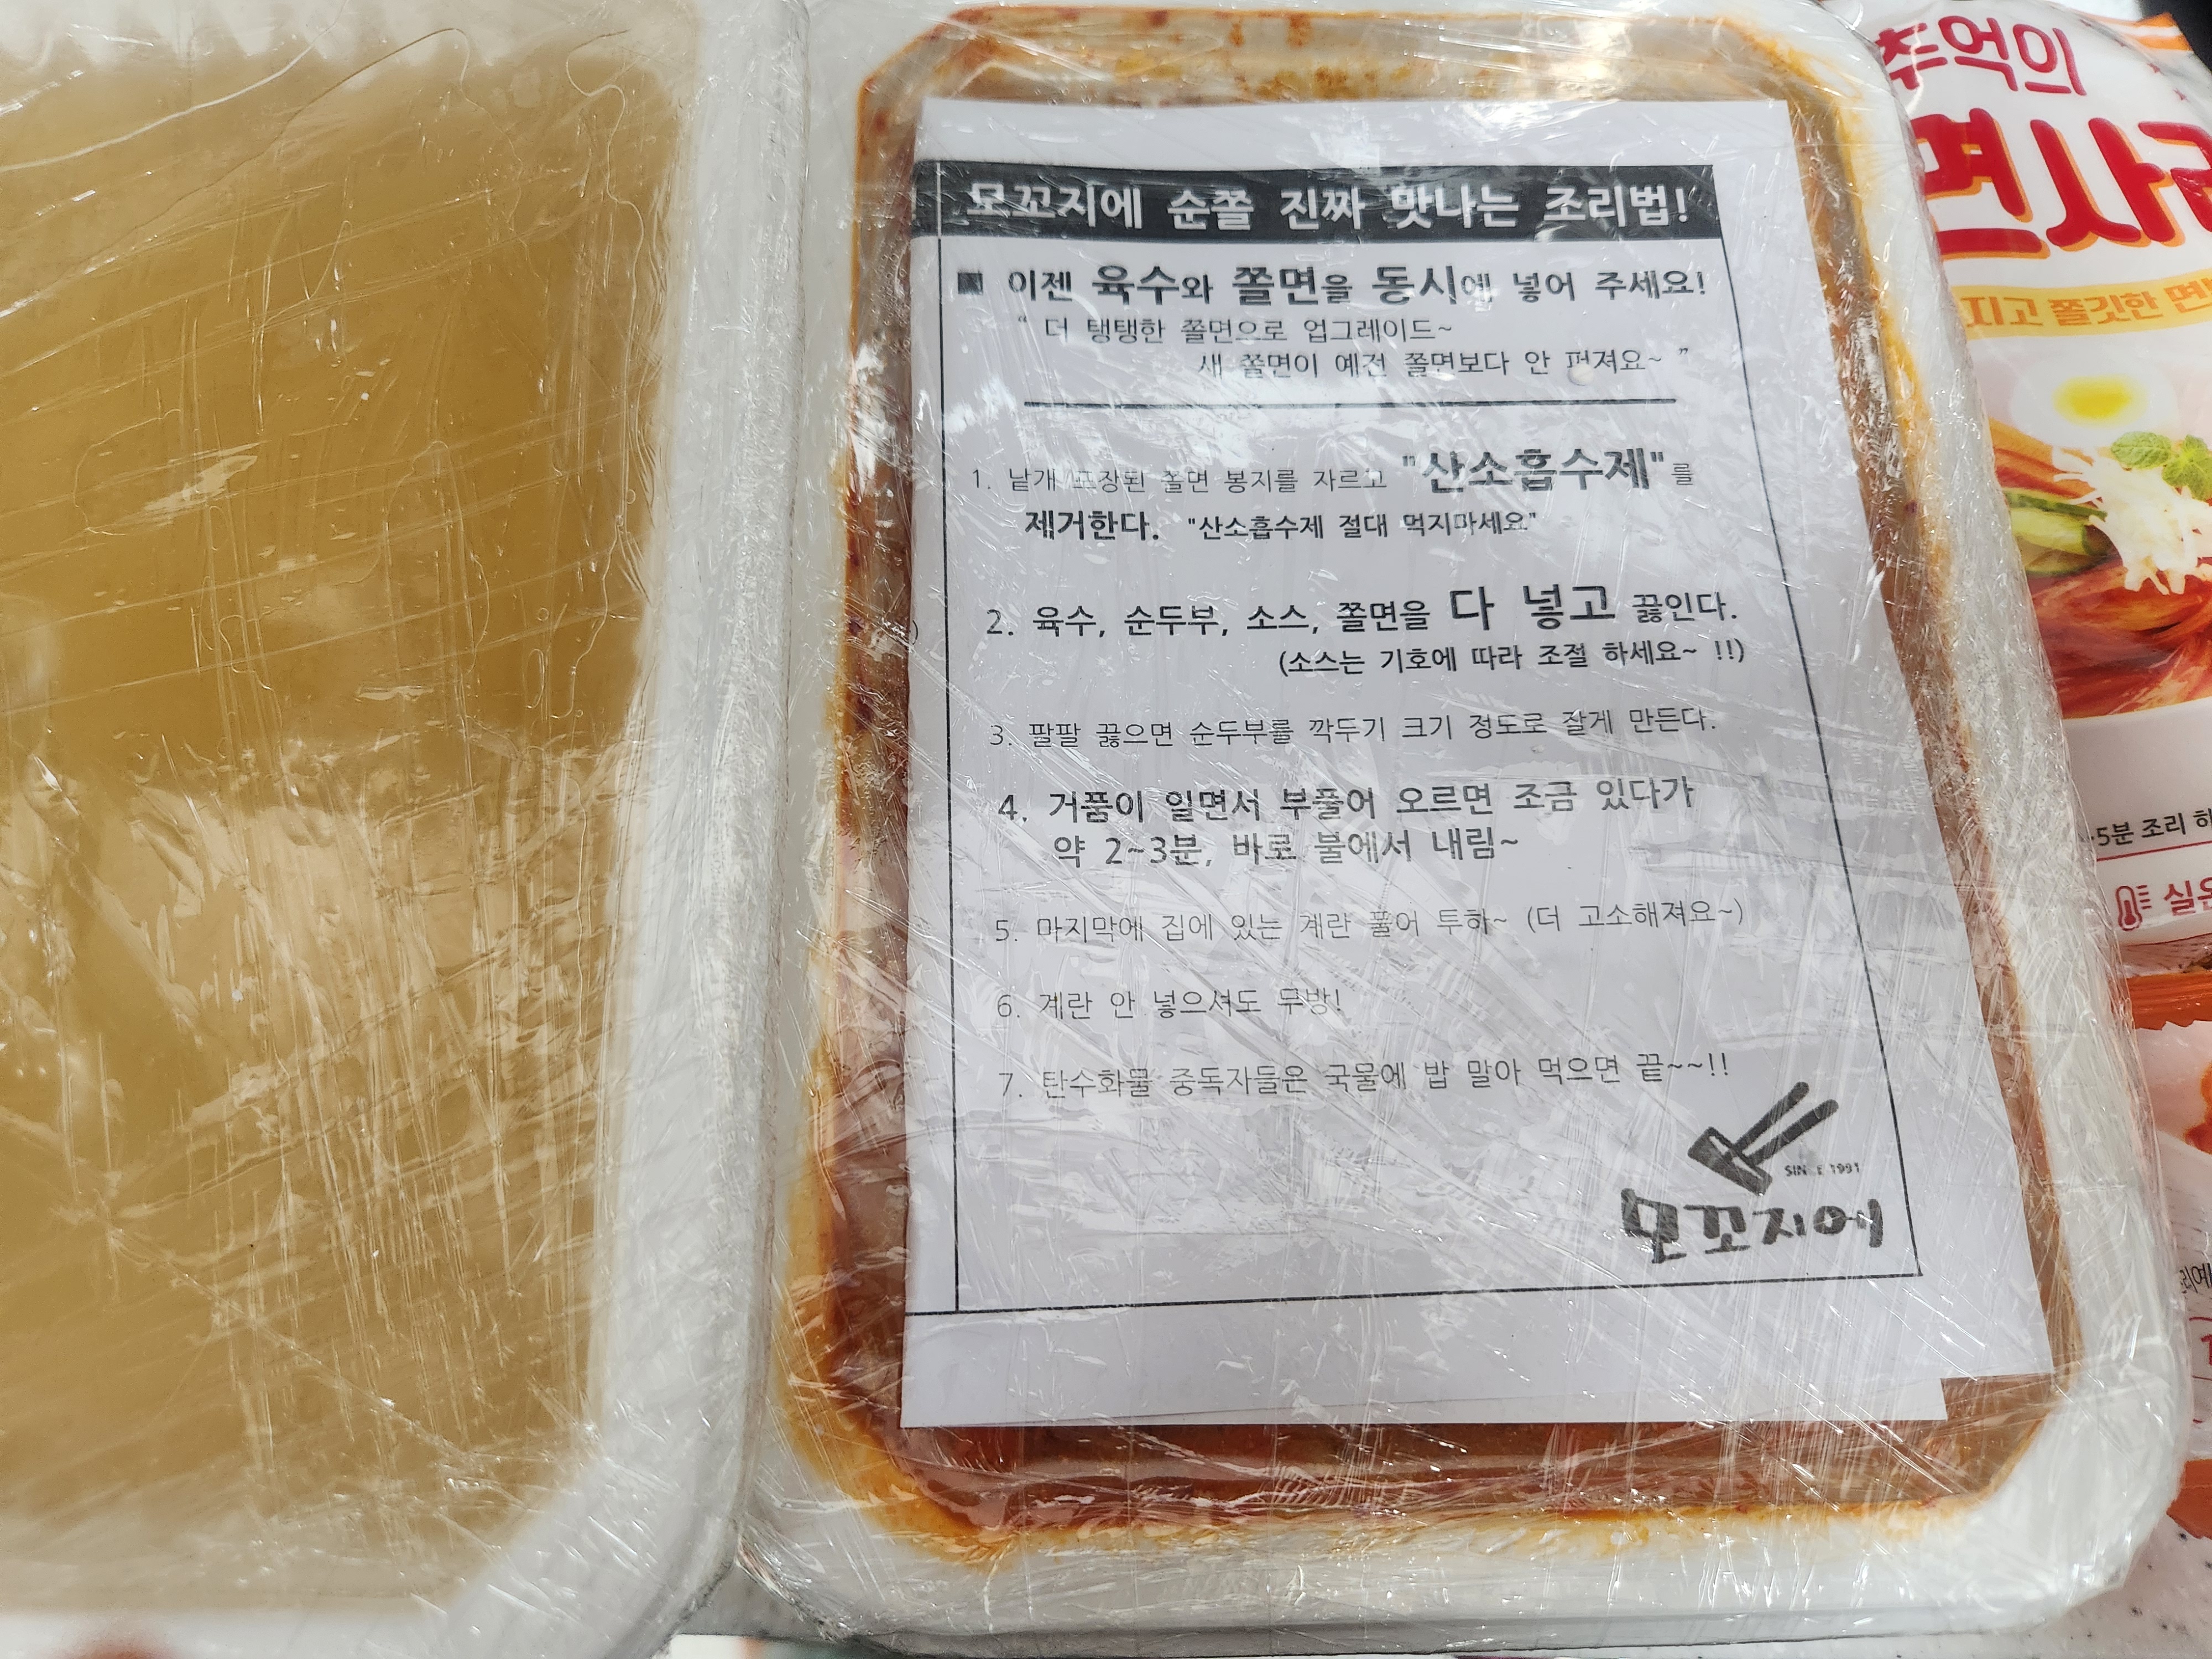 모꼬지에 순쫄 진짜 맛나는 조리법!
■ 이젠 육수와 쫄면을 동시에 넣어 주세요!
“ 더 탱탱한 쫄면으로 업그레이드~
새 쫄면이 예전 쫄면보다 안 퍼져요~ ”
1. 낱개 포장된 쫄면 봉지를 자르고 "산소흡수제"를
제거한다. "산소흡수제 절대 먹지마세요"
2. 육수, 순두부, 소스, 쫄면을 다 넣고 끓인다.
(소스는 기호에 따라 조절 하세요~ !!)
3. 팔팔 끓으면 순두부를 깍두기 크기 정도로 잘게 만든다.
4. 거품이 일면서 부풀어 오르면 조금 있다가
약 2~3분, 바로 불에서 내림~
5. 마지막에 집에 있는 계란 풀어 투하~ (더 고소해져요~)
6. 계란 안 넣으셔도 무방!
7. 탄수화물 중독자들은 국물에 밥 말아 먹으면 끝~~!!
SINCE 1991
모꼬지에
추억의
면사리
지고 쫄깃한 면
5분 조리
실온